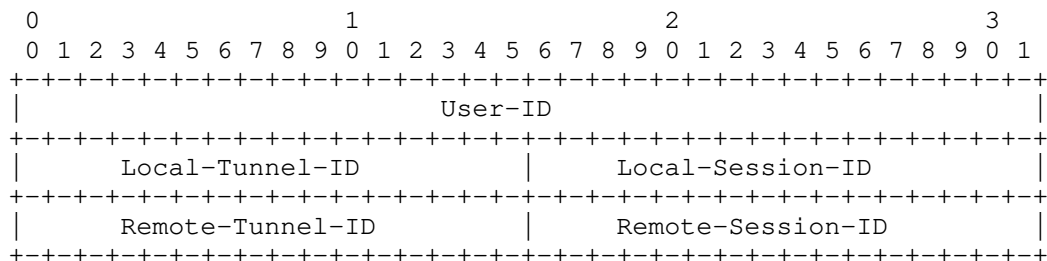 0                   1                   2                   3
 0 1 2 3 4 5 6 7 8 9 0 1 2 3 4 5 6 7 8 9 0 1 2 3 4 5 6 7 8 9 0 1
+-+-+-+-+-+-+-+-+-+-+-+-+-+-+-+-+-+-+-+-+-+-+-+-+-+-+-+-+-+-+-+-+
|                          User-ID                              |
+-+-+-+-+-+-+-+-+-+-+-+-+-+-+-+-+-+-+-+-+-+-+-+-+-+-+-+-+-+-+-+-+
|      Local-Tunnel-ID          |     Local-Session-ID          |
+-+-+-+-+-+-+-+-+-+-+-+-+-+-+-+-+-+-+-+-+-+-+-+-+-+-+-+-+-+-+-+-+
|      Remote-Tunnel-ID         |     Remote-Session-ID         |
+-+-+-+-+-+-+-+-+-+-+-+-+-+-+-+-+-+-+-+-+-+-+-+-+-+-+-+-+-+-+-+-+